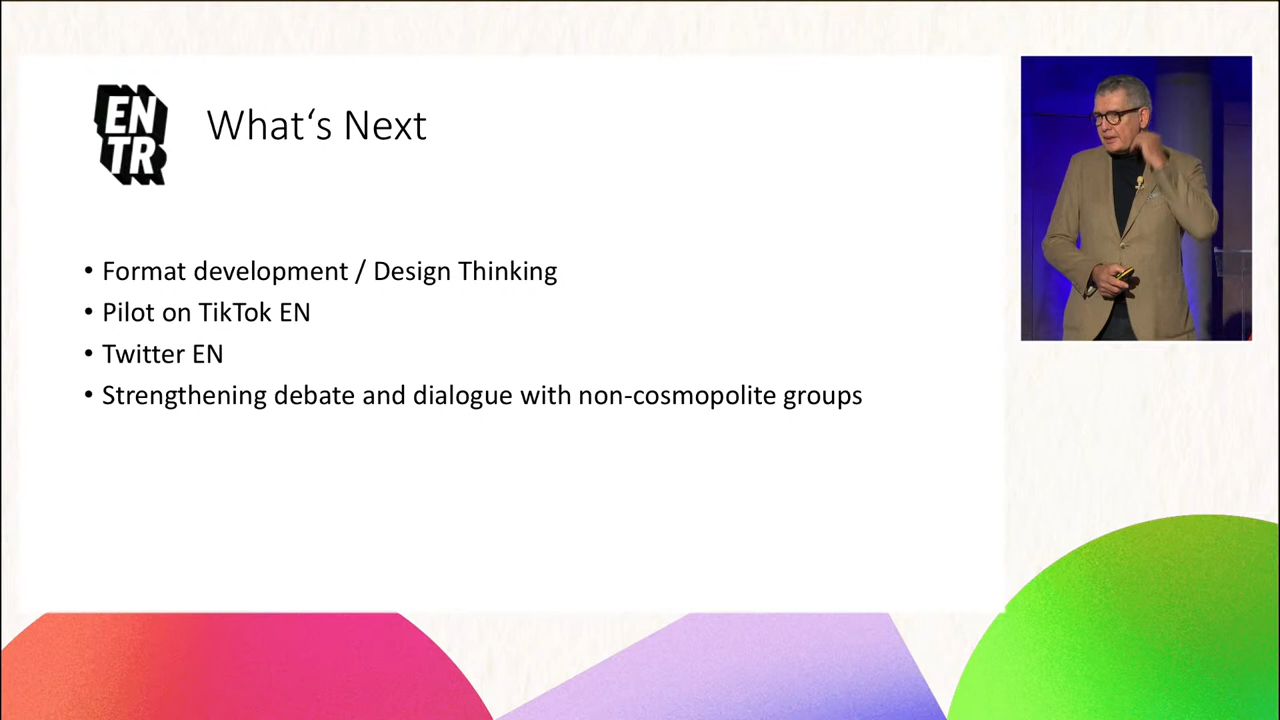 EN
TR
What‘s Next
• Format development / Design Thinking
• Pilot on TikTok EN
• Twitter EN
• Strengthening debate and dialogue with non-cosmopolite groups